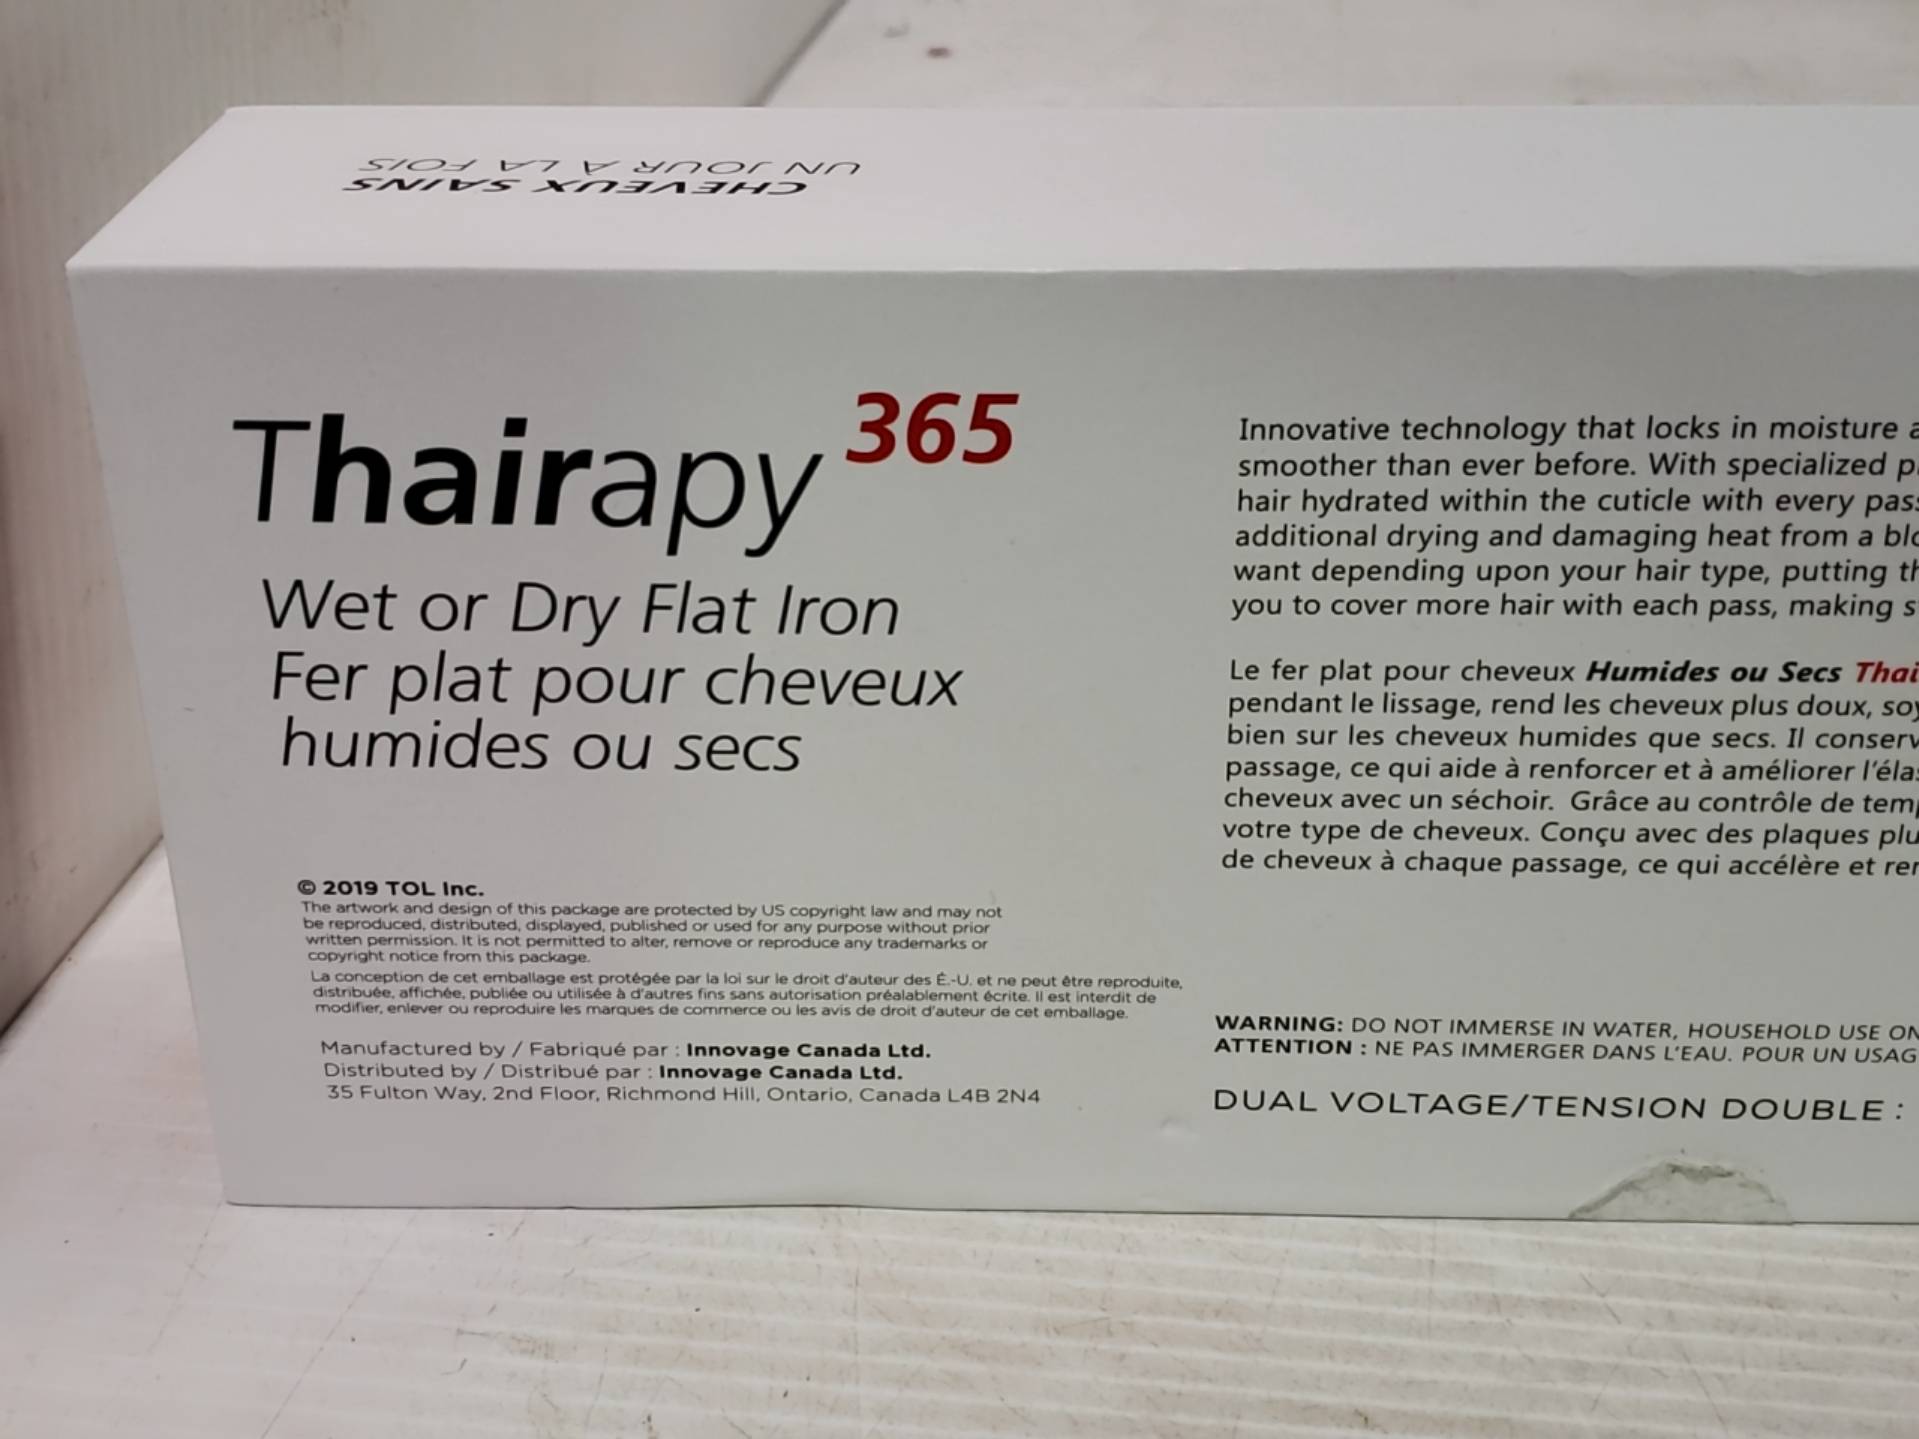 CHEVEUX SAINS
UN JOUR À LA FOIS
Thairapy 365
Wet or Dry Flat Iron
Fer plat pour cheveux
humides ou secs
© 2019 TOL Inc.
The artwork and design of this package are protected by US copyright law and may not
be reproduced, distributed, displayed, published or used for any purpose without prior
written permission. It is not permitted to alter, remove or reproduce any trademarks or
copyright notice from this package.
La conception de cet emballage est protégée par la loi sur le droit d'auteur des É.-U. et ne peut être reproduite,
distribuée, affichée, publiée ou utilisée à d'autres fins sans autorisation préalablement écrite. Il est interdit de
modifier, enlever ou reproduire les marques de commerce ou les avis de droit d'auteur de cet emballage.
Manufactured by / Fabriqué par : Innovage Canada Ltd.
Distributed by / Distribué par : Innovage Canada Ltd.
35 Fulton Way, 2nd Floor, Richmond Hill, Ontario, Canada L4B 2N4
Innovative technology that locks in moisture
smoother than ever before. With specialized
hair hydrated within the cuticle with every
additional drying and damaging heat from a
want depending upon your hair type, putting
you to cover more hair with each pass, making
Le fer plat pour cheveux Humides ou Secs
pendant le lissage, rend les cheveux plus doux,
bien sur les cheveux humides que secs. Il
passage, ce qui aide à renforcer et à améliorer
cheveux avec un séchoir. Grâce au contrôle de
votre type de cheveux. Conçu avec des plaques
de cheveux à chaque passage, ce qui accélère et
WARNING: DO NOT IMMERSE IN WATER, HOUSEHOLD USE
ATTENTION : NE PAS IMMERGER DANS L'EAU. POUR UN
DUAL VOLTAGE/TENSION DOUBLE :